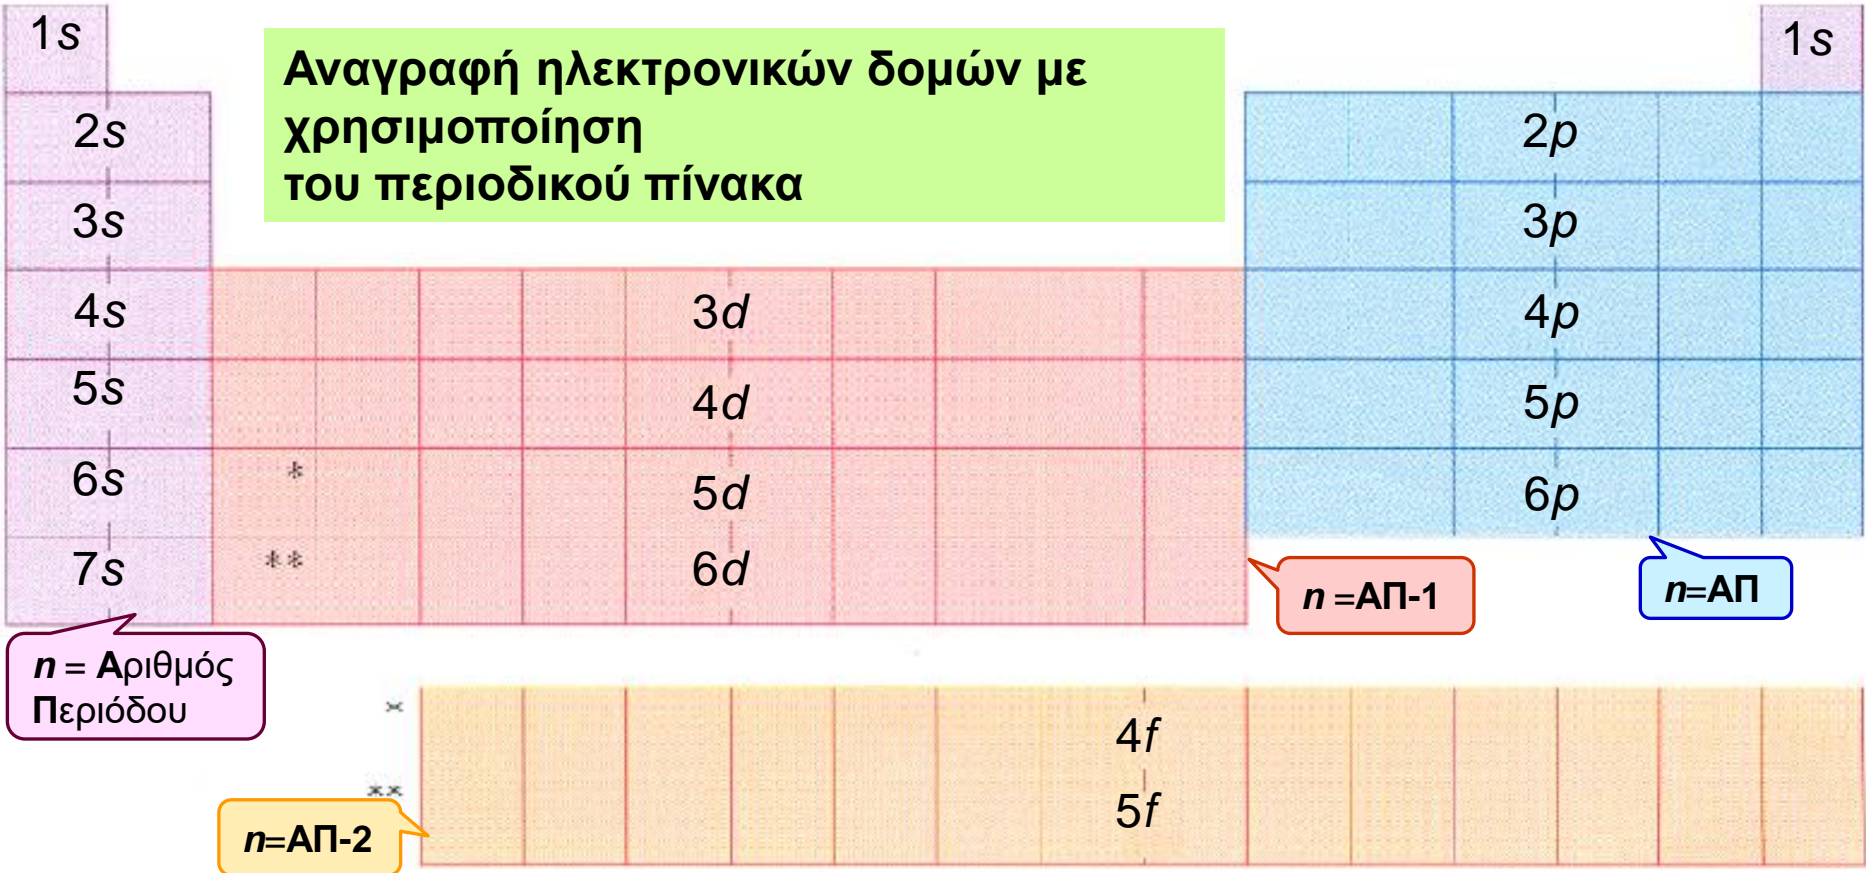 1s
1s
Αναγραφή ηλεκτρονικών δομών με
χρησιμοποίηση
του περιοδικού πίνακα
2s
2p
3s
3p
4s
3d
4p
5s
4d
5p
6s
*
5d
6p
7s
**
6d
n =ΑΠ-1
n=ΑΠ
n = Αριθμός
Περιόδου
*
4f
**
5f
n=ΑΠ-2